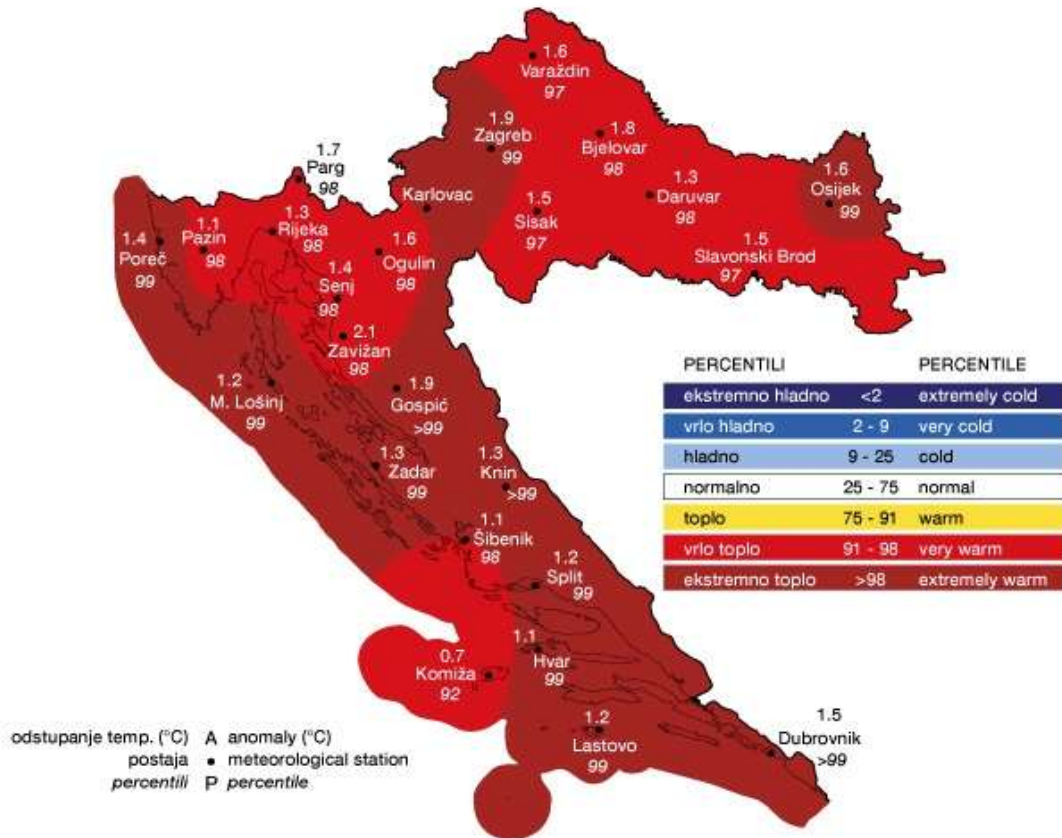 1.6
Varaždin
97
1.9
Zagreb
99
1.8
Bjelovar
98
1.7
Parg
98
1.3
Daruvar
98
1.6
Osijek
99
Karlovac
1.5
Sisak
97
1.1
Pazin
98
1.3
Rijeka
98
1.4
Poreč
99
1.6
Ogulin
98
1.5
Slavonski Brod
97
1.4
Senj
98
2.1
Zavižan
98
1.2
M. Lošinj
99
1.9
Gospić
>99
1.3
Zadar
99
1.3
Knin
>99
1.1
Šibenik
98
1.2
Split
99
0.7
Komiža
92
1.1
Hvar
99
1.2
Lastovo
99
1.5
Dubrovnik
>99
PERCENTILI PERCENTILE
ekstremno hladno <2 extremely cold
vrlo hladno 2 - 9 very cold
hladno 9 - 25 cold
normalno 25 - 75 normal
toplo 75 - 91 warm
vrlo toplo 91 - 98 very warm
ekstremno toplo >98 extremely warm
odstupanje temp. (°C) A anomaly (°C)
postaja • meteorological station
percentili P percentile